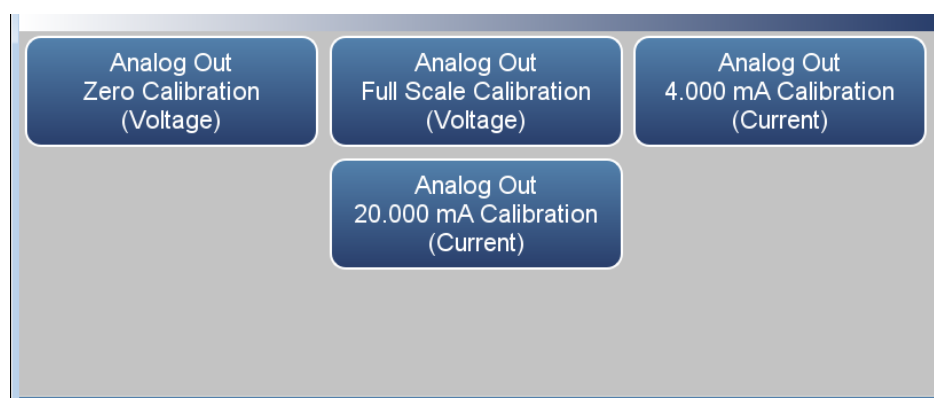 Analog Out
Zero Calibration
(Voltage)
Analog Out
Full Scale Calibration
(Voltage)
Analog Out
4.000 mA Calibration
(Current)
Analog Out
20.000 mA Calibration
(Current)